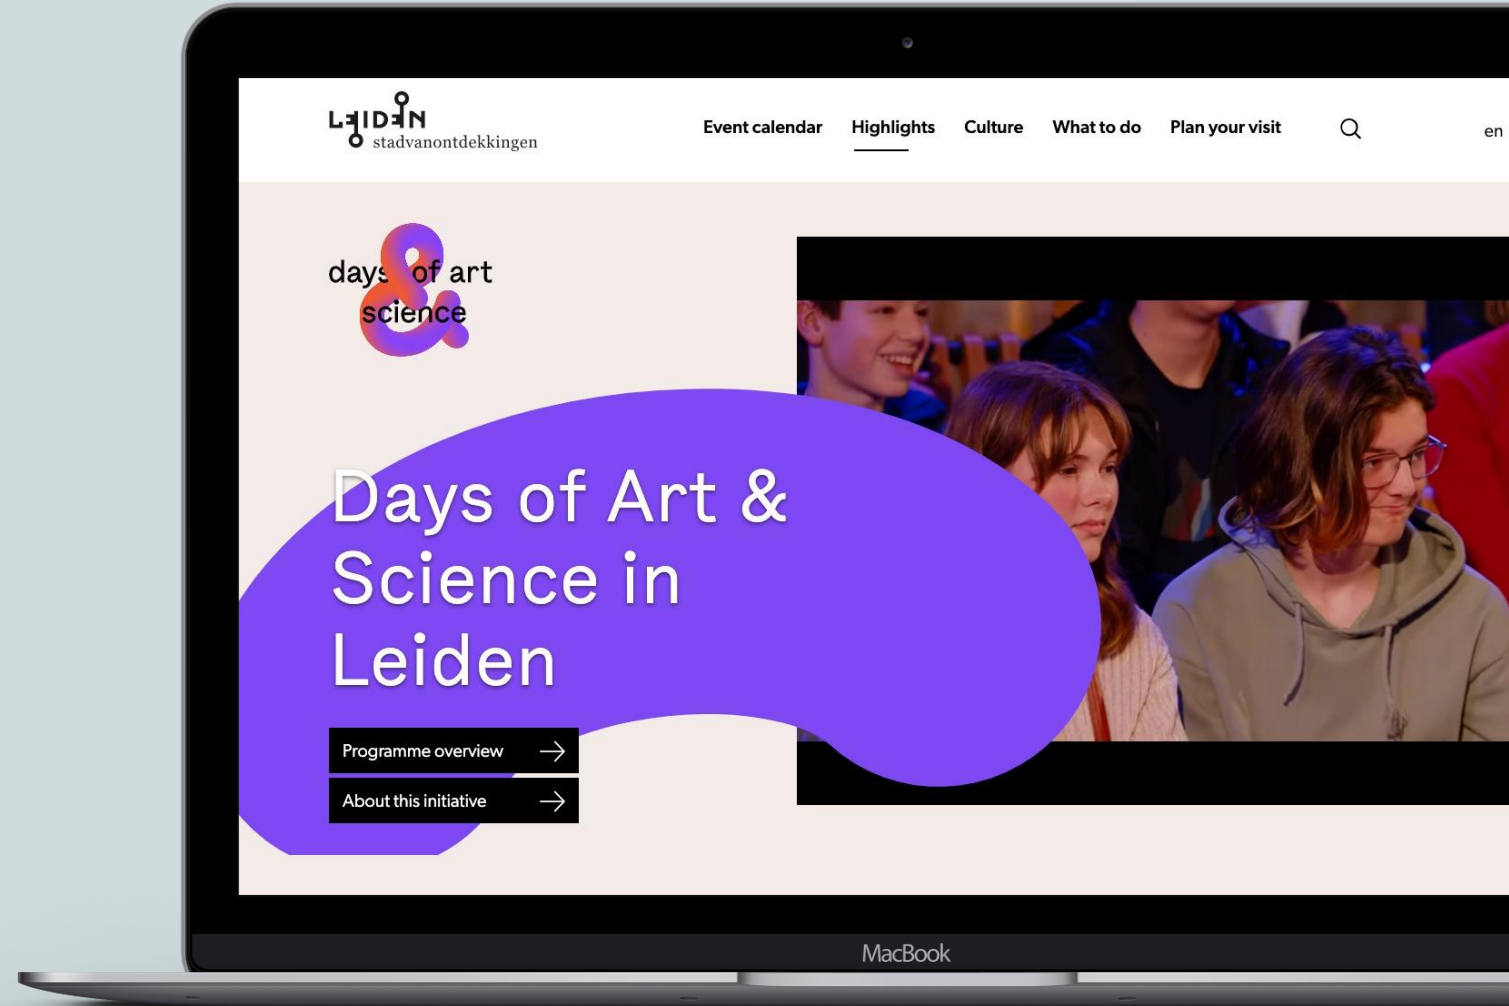 LEIDEN
stadvanontdekkingen
Event calendar
Highlights
Culture
What to do
Plan your visit
en
days of art
&
science
Days of Art &
Science in
Leiden
Programme overview
About this initiative
MacBook